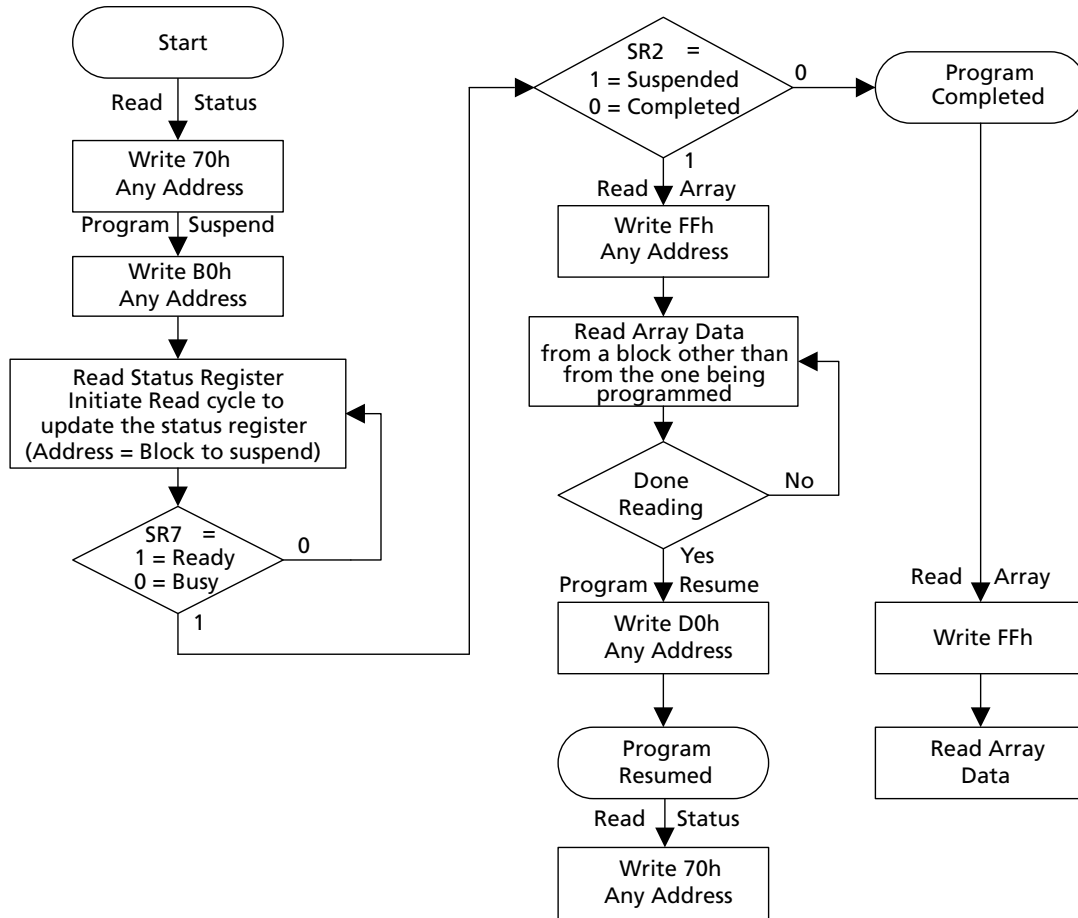 Start
Read Status
Write 70h
Any Address
Program Suspend
Write B0h
Any Address
Read Status Register
Initiate Read cycle to
update the status register
(Address = Block to suspend)
SR7 =
1 = Ready
0 = Busy
0
1
SR2 =
1 = Suspended
0 = Completed
0
1
Read Array
Write FFh
Any Address
Read Array Data
from a block other than
from the one being
programmed
Done
Reading
No
Yes
Program Resume
Write D0h
Any Address
Program
Resumed
Read Status
Write 70h
Any Address
Program
Completed
Read Array
Write FFh
Read Array
Data